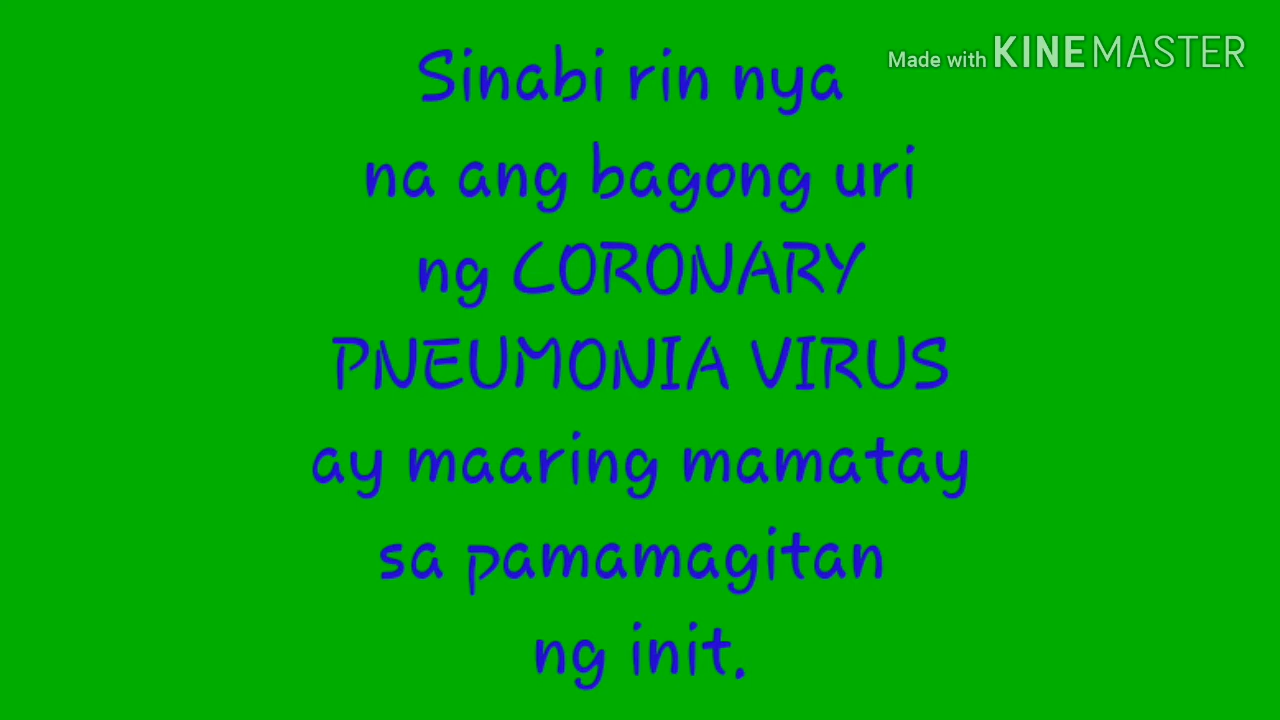 Made with KINEMASTER
Sinabi rin nya
na ang bagong uri
ng CORONARY
PNEUMONIA VIRUS
ay maaring mamatay
sa pamamagitan
ng init.